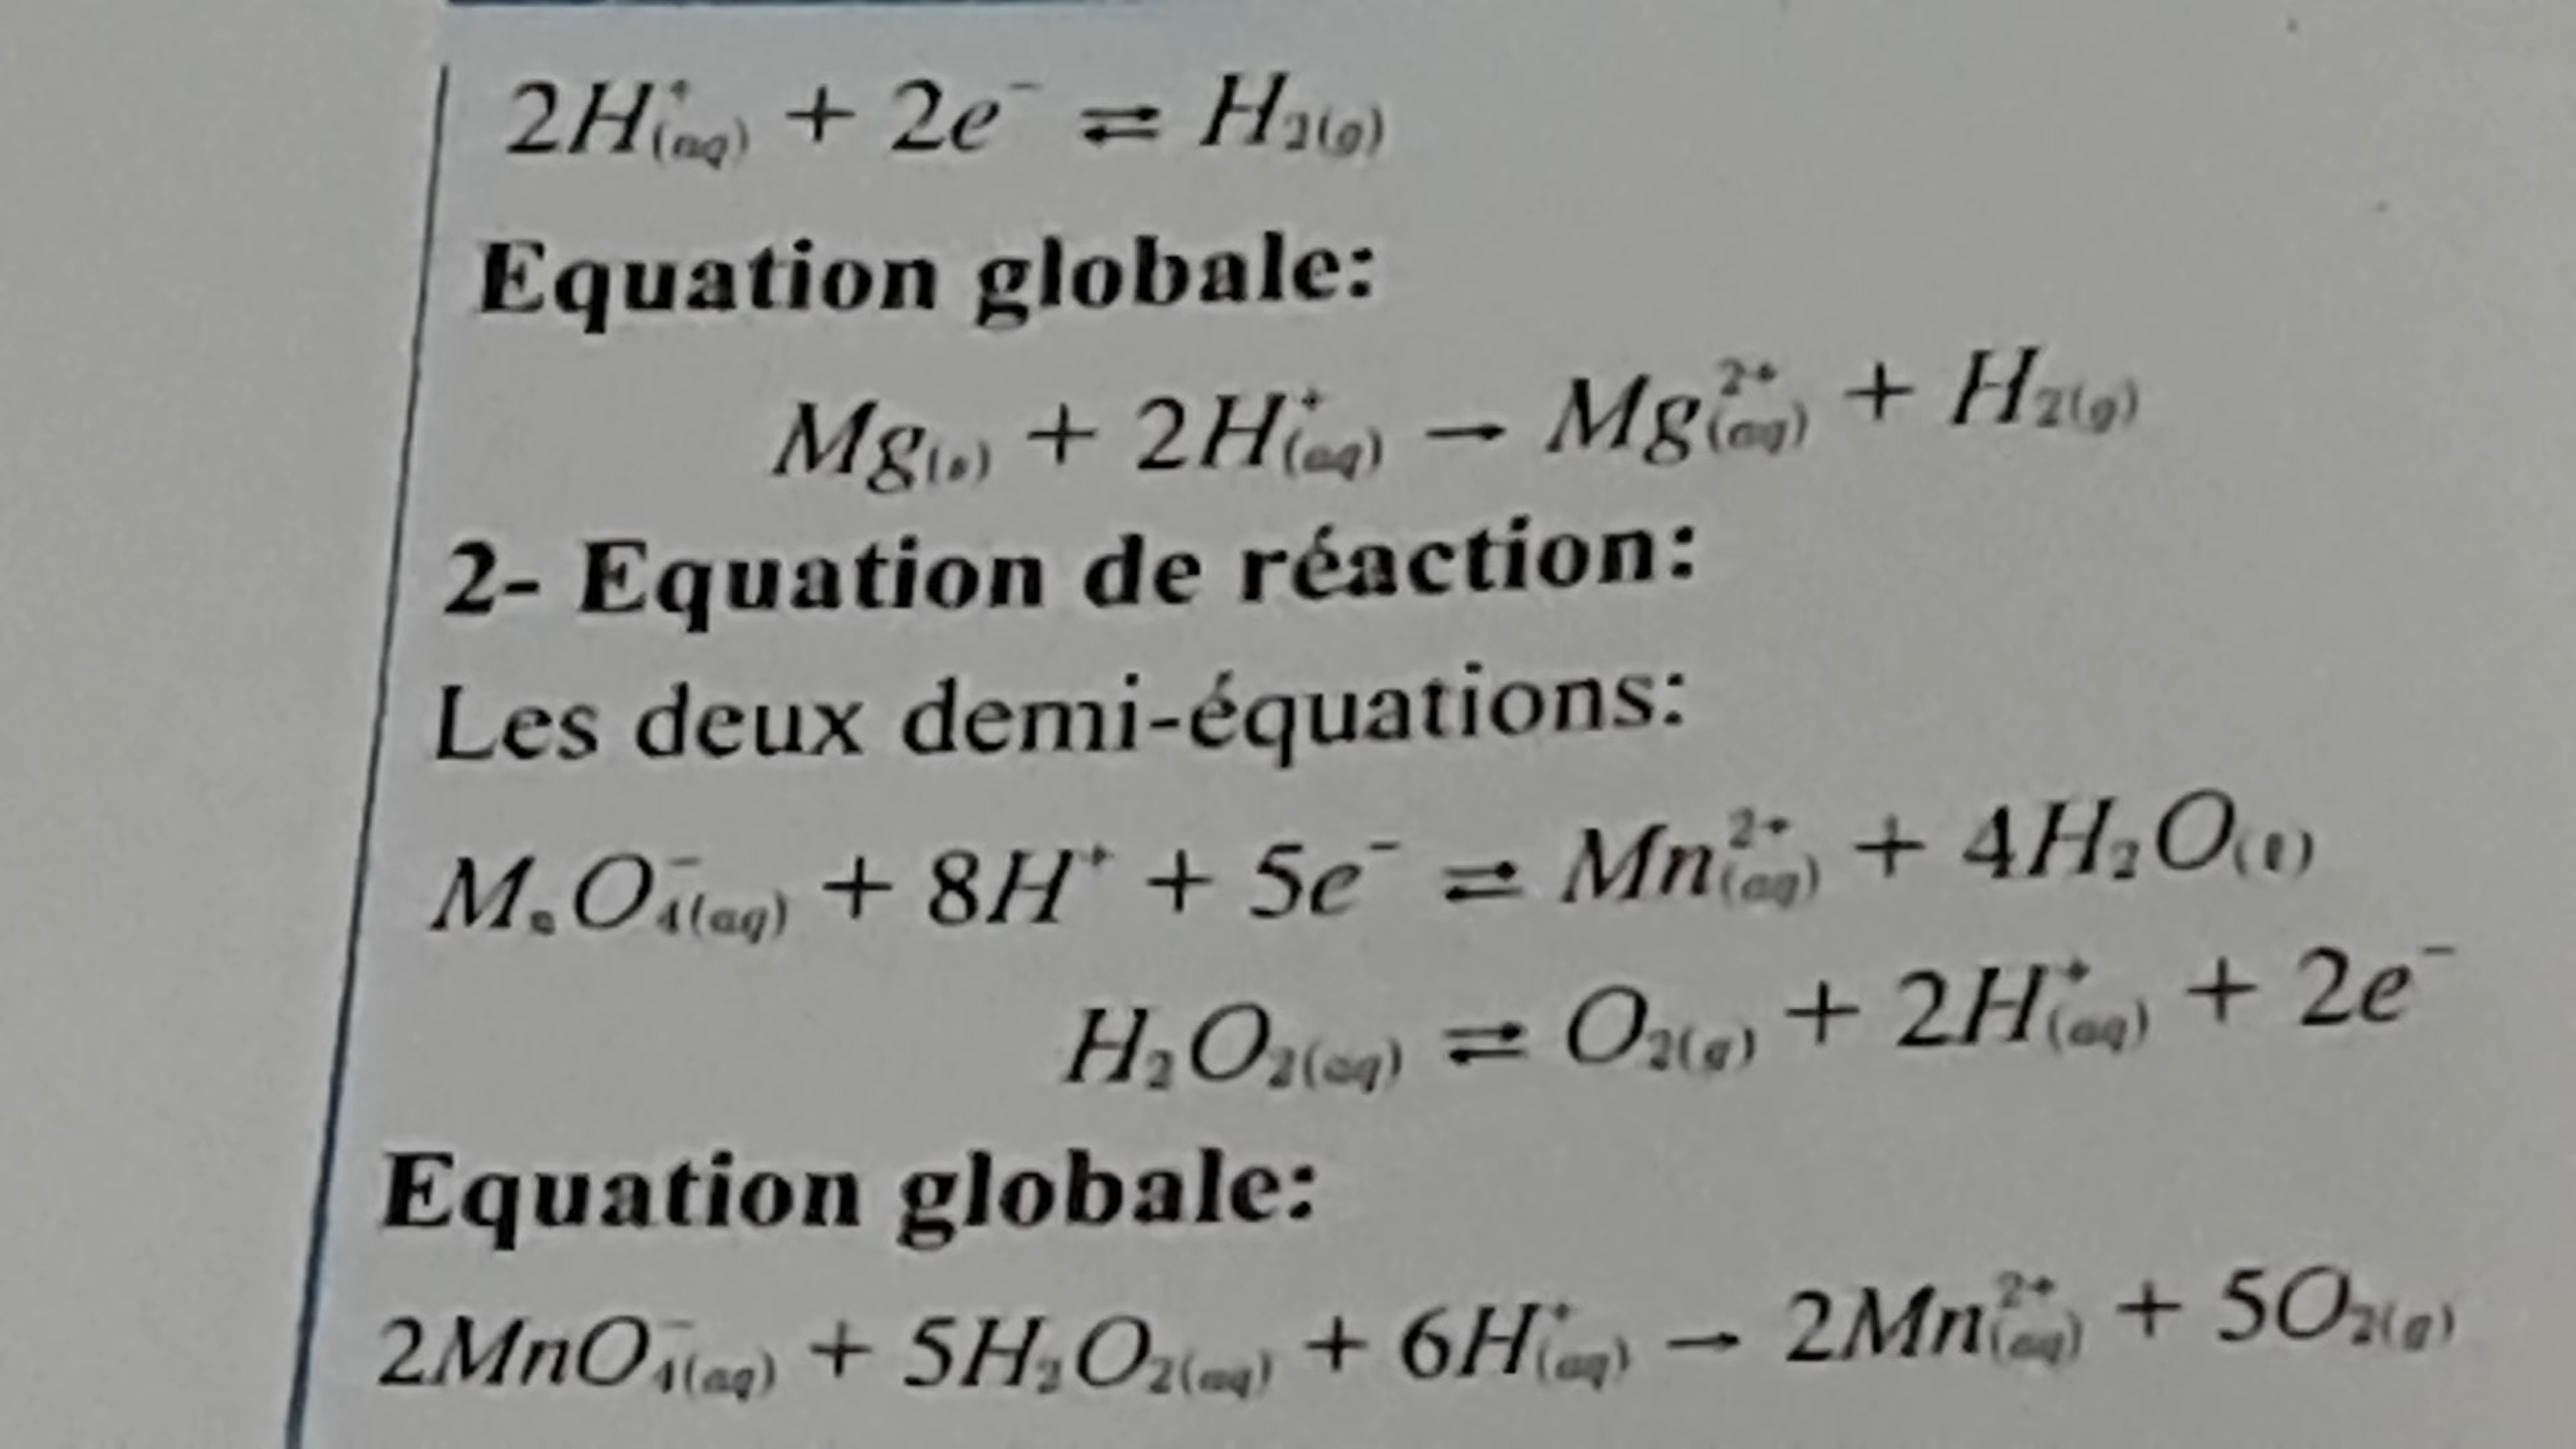 2H⁺(aq) + 2e⁻ ⇌ H₂(g)
Equation globale:
Mg(s) + 2H⁺(aq) → Mg²⁺(aq) + H₂(g)
2- Equation de réaction:
Les deux demi-équations:
MₙO₄⁻(aq) + 8H⁺ + 5e⁻ ⇌ Mn²⁺(aq) + 4H₂O(l)
H₂O₂(aq) ⇌ O₂(g) + 2H⁺(aq) + 2e⁻
Equation globale:
2MnO₄⁻(aq) + 5H₂O₂(aq) + 6H⁺(aq) → 2Mn²⁺(aq) + 5O₂(g)